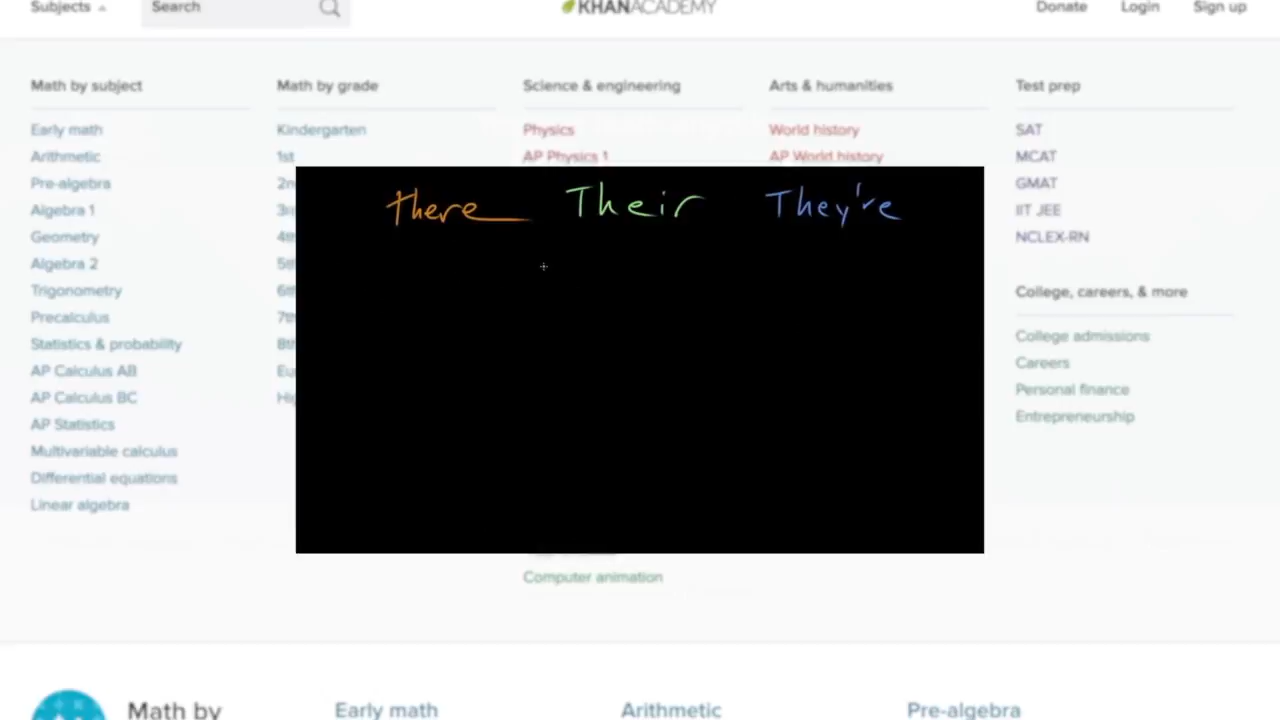 Subjects Search KHANACADEMY Donate Login Sign up
Math by subject
Early math
Arithmetic
Pre-algebra
Algebra 1
Geometry
Algebra 2
Trigonometry
Precalculus
Statistics & probability
AP Calculus AB
AP Calculus BC
AP Statistics
Multivariable calculus
Differential equations
Linear algebra
Math by grade
Kindergarten
1st
Science & engineering
Physics
AP Physics 1
Arts & humanities
World history
AP World history
Test prep
SAT
MCAT
GMAT
IIT JEE
NCLEX-RN
College, careers, & more
College admissions
Careers
Personal finance
Entrepreneurship
there Their They're
Computer animation
Math by Early math Arithmetic Pre-algebra